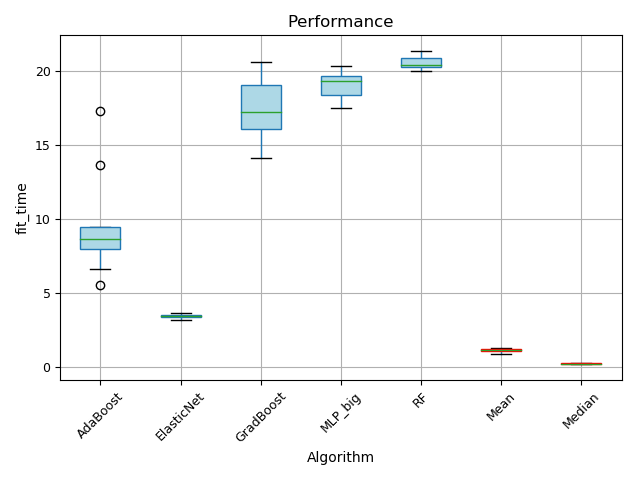 Performance
fit_time
20
15
10
5
0
AdaBoost
ElasticNet
GradBoost
MLP_big
RF
Mean
Median
Algorithm